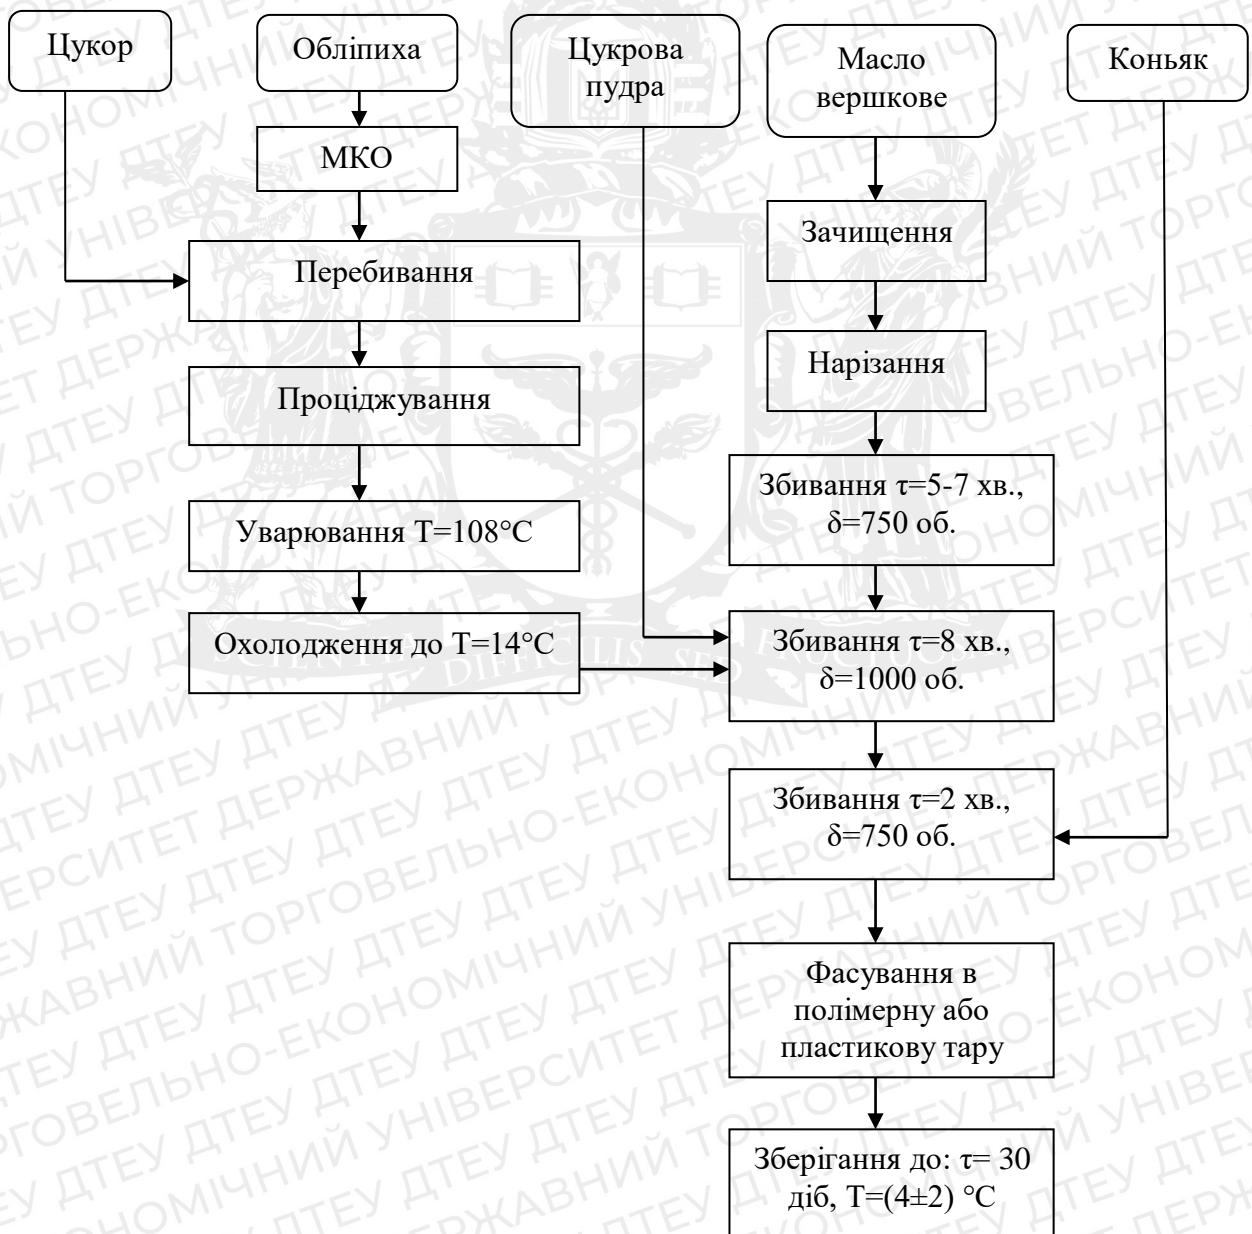 Цукор
Обліпиха
Цукрова
пудра
Масло
вершкове
Коньяк
МКО
Зачищення
Перебивання
Нарізання
Проціджування
Збивання τ=5-7 хв.,
δ=750 об.
Уварювання Т=108°С
Охолодження до Т=14°С
Збивання τ=8 хв.,
δ=1000 об.
Збивання τ=2 хв.,
δ=750 об.
Фасування в
полімерну або
пластикову тару
Зберігання до: τ= 30
діб, Т=(4±2) °С